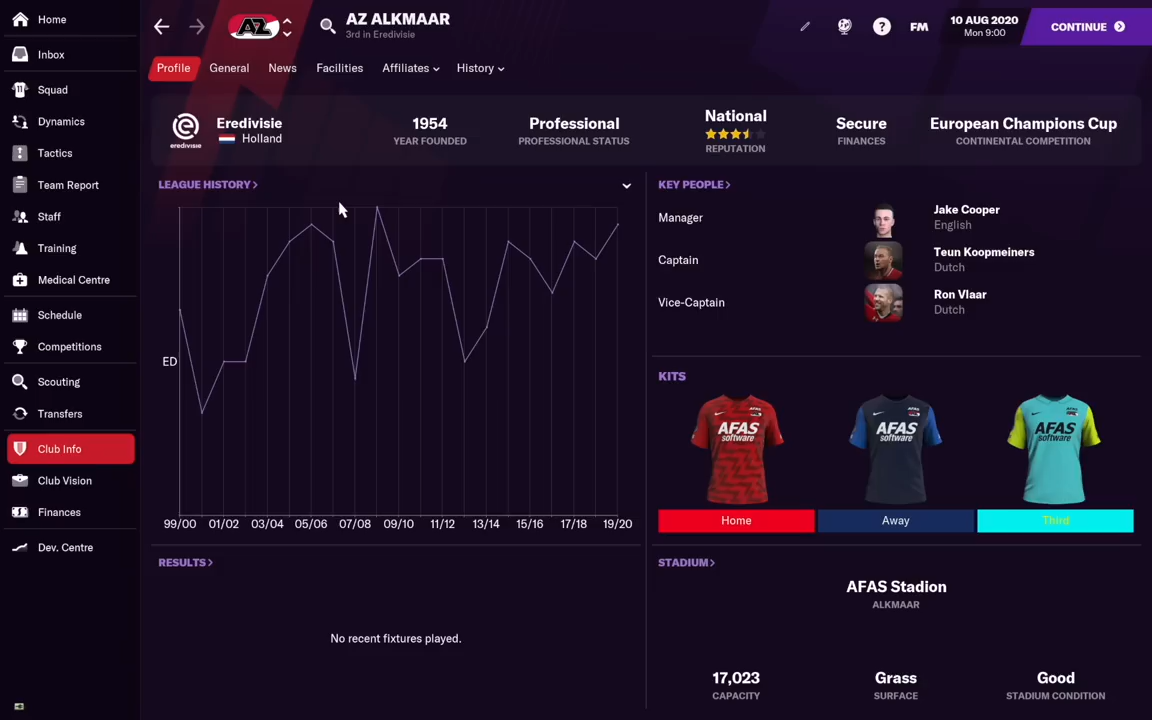 Home
Inbox
Squad
Dynamics
Tactics
Team Report
Staff
Training
Medical Centre
Schedule
Competitions
Scouting
Transfers
Club Info
Club Vision
Finances
Dev. Centre
AZ
AZ ALKMAAR
3rd in Eredivisie
?
FM
10 AUG 2020
Mon 9:00
CONTINUE
Profile
General
News
Facilities
Affiliates
History
eredivisie
Eredivisie
Holland
1954
YEAR FOUNDED
Professional
PROFESSIONAL STATUS
National
REPUTATION
Secure
FINANCES
European Champions Cup
CONTINENTAL COMPETITION
LEAGUE HISTORY
ED
99/00 01/02 03/04 05/06 07/08 09/10 11/12 13/14 15/16 17/18 19/20
RESULTS
No recent fixtures played.
KEY PEOPLE
Manager
Jake Cooper
English
Captain
Teun Koopmeiners
Dutch
Vice-Captain
Ron Vlaar
Dutch
KITS
AFAS
software
AFAS
software
AFAS
software
Home
Away
Third
STADIUM
AFAS Stadion
ALKMAAR
17,023
CAPACITY
Grass
SURFACE
Good
STADIUM CONDITION